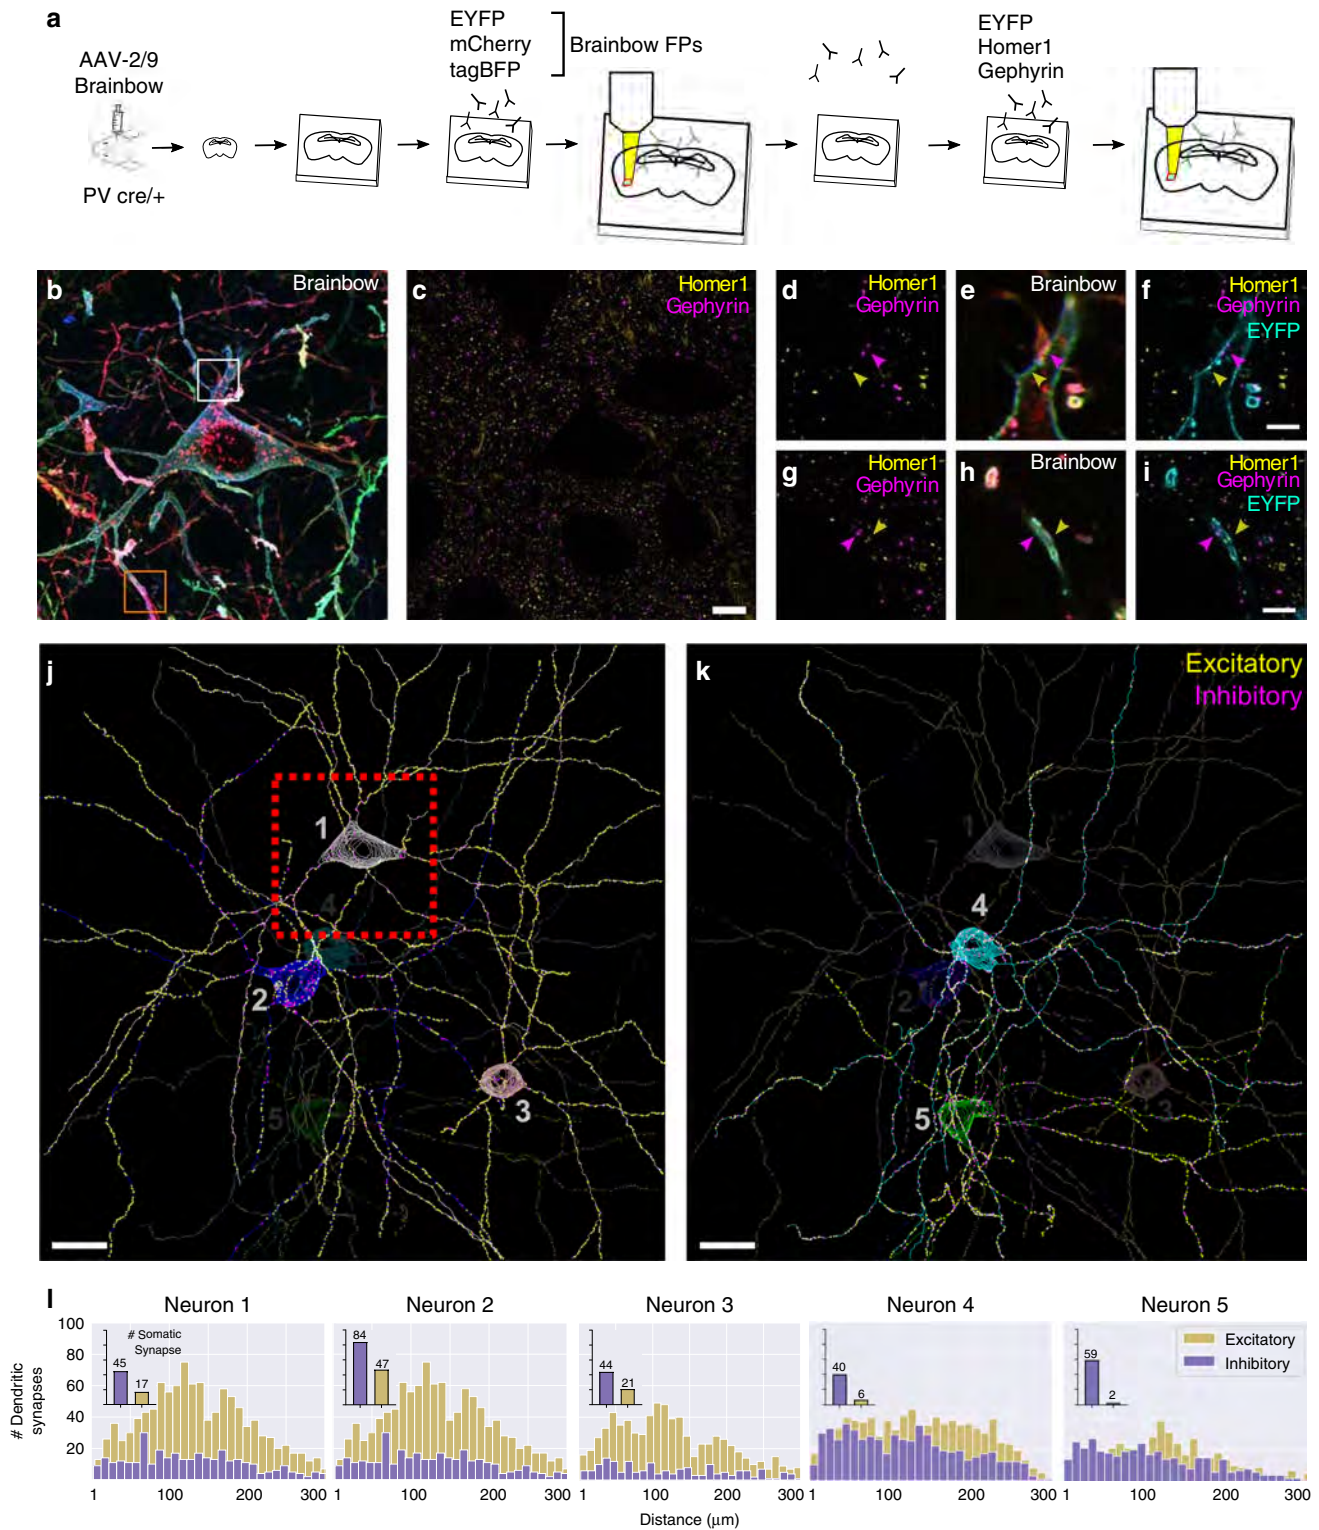 a
AAV-2/9
Brainbow
PV cre/+
EYFP
mCherry
tagBFP
Brainbow FPs
EYFP
Homer1
Gephyrin
b
Brainbow
c
Homer1
Gephyrin
d
Homer1
Gephyrin
e
Brainbow
f
Homer1
Gephyrin
EYFP
g
Homer1
Gephyrin
h
Brainbow
i
Homer1
Gephyrin
EYFP
j
1
4
2
3
5
k
Excitatory
Inhibitory
1
4
2
3
5
l
Neuron 1
Neuron 2
Neuron 3
Neuron 4
Neuron 5
# Dendritic
synapses
100
80
60
40
20
# Somatic
Synapse
45
17
84
47
44
21
40
6
59
2
Excitatory
Inhibitory
1 100 200 300
1 100 200 300
1 100 200 300
1 100 200 300
1 100 200 300
Distance (μm)